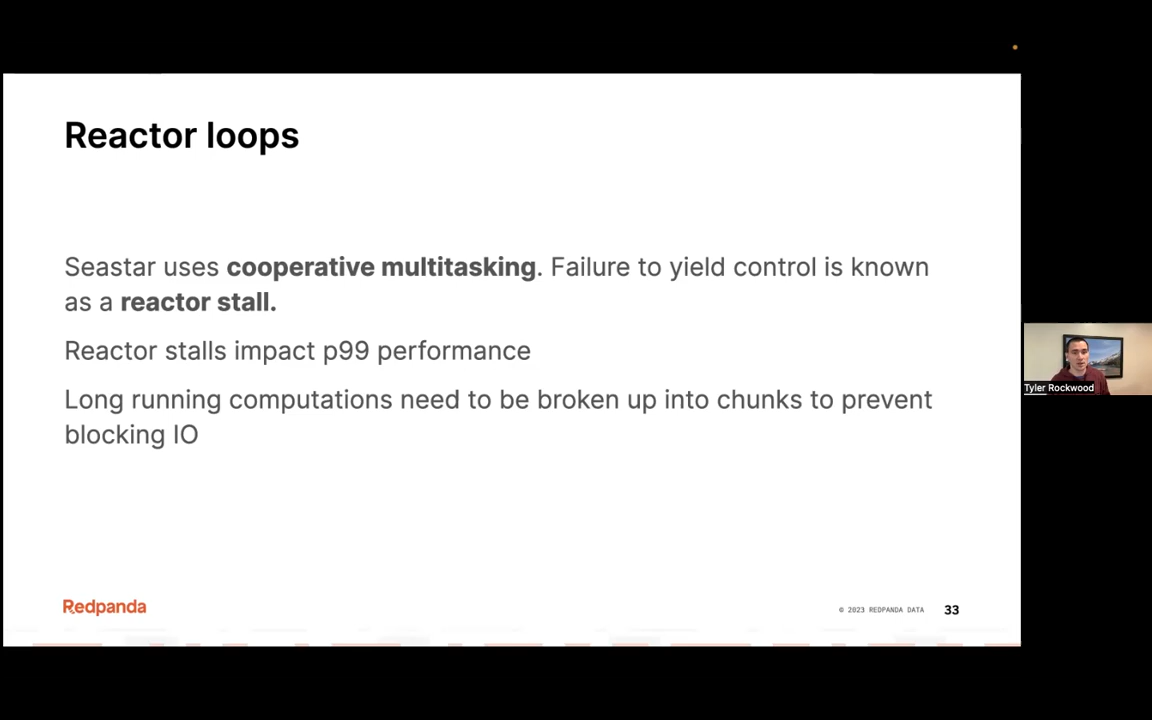 Reactor loops
Seastar uses cooperative multitasking. Failure to yield control is known
as a reactor stall.
Reactor stalls impact p99 performance
Long running computations need to be broken up into chunks to prevent
blocking IO
Tyler Rockwood
Redpanda
© 2023 REDPANDA DATA 33